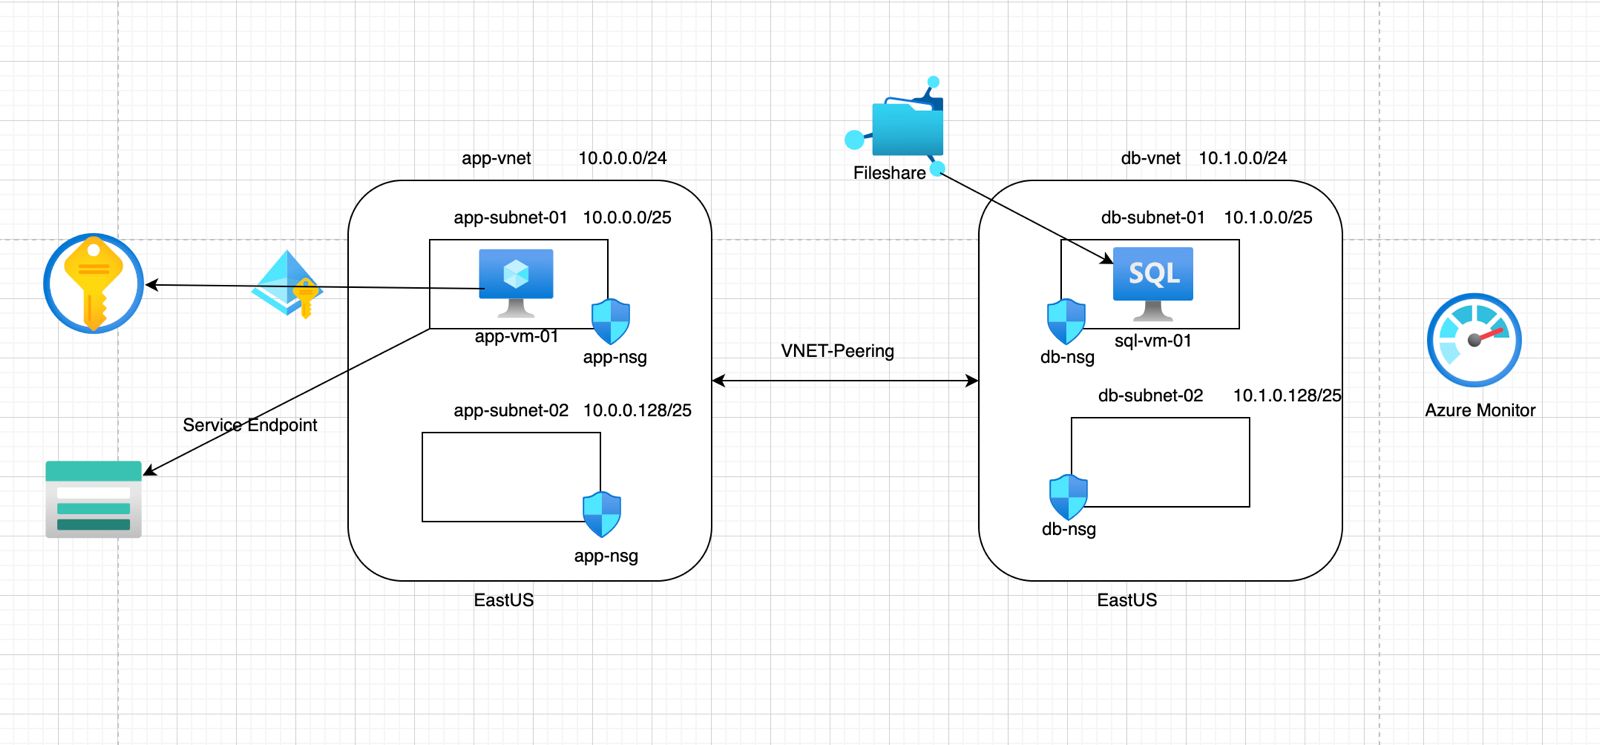 Fileshare
app-vnet 10.0.0.0/24
db-vnet 10.1.0.0/24
app-subnet-01 10.0.0.0/25
db-subnet-01 10.1.0.0/25
SQL
app-vm-01
sql-vm-01
app-nsg
db-nsg
VNET-Peering
app-subnet-02 10.0.0.128/25
db-subnet-02 10.1.0.128/25
Azure Monitor
Service Endpoint
app-nsg
db-nsg
EastUS
EastUS